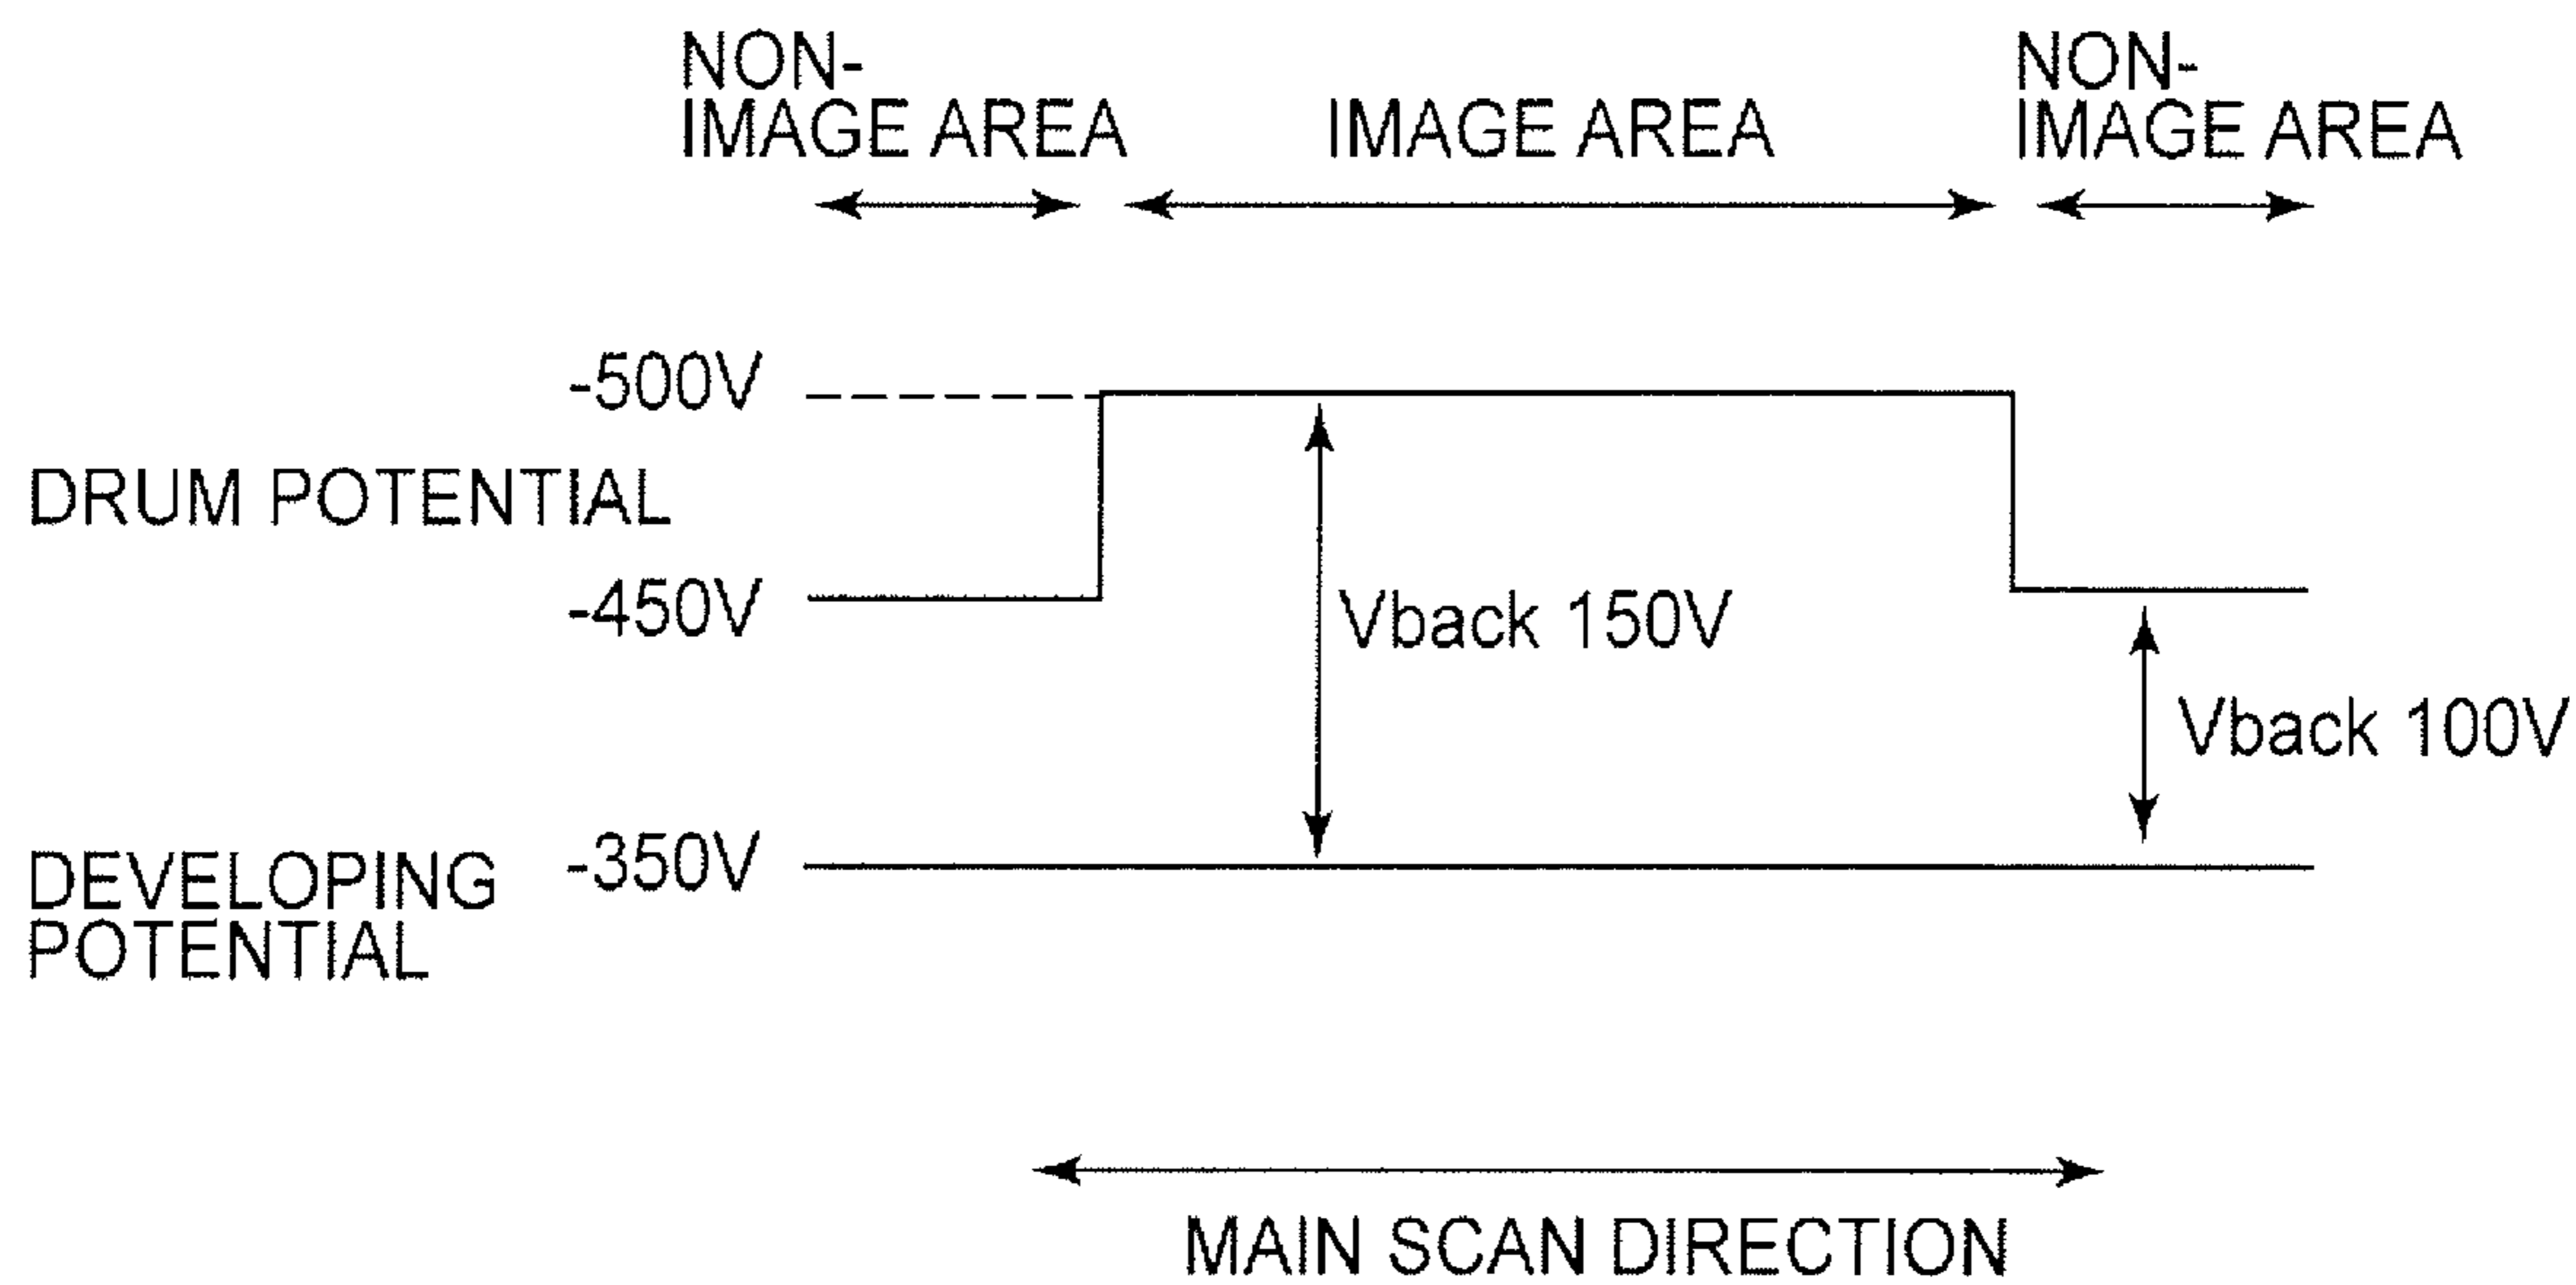 NON-
IMAGE AREA
IMAGE AREA
NON-
IMAGE AREA
-500V
DRUM POTENTIAL
-450V
Vback 150V
Vback 100V
DEVELOPING
POTENTIAL
-350V
MAIN SCAN DIRECTION